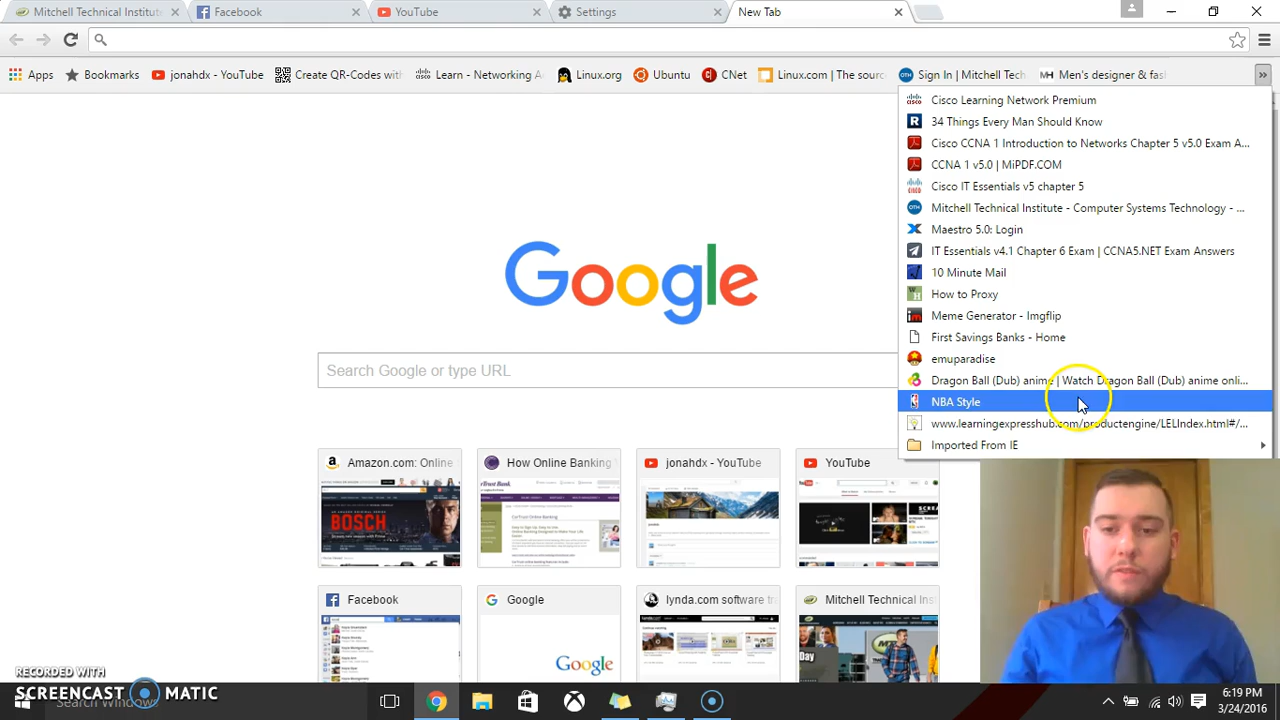 Mitchell Technical Institut
Facebook
YouTube
Settings
New Tab
Apps
Bookmarks
jonahdx - YouTube
Create QR-Codes with
Learn - Networking A
Linux.org
Ubuntu
CNet
Linux.com | The sourc
Sign In | Mitchell Tech
Men's designer & fasl
Cisco Learning Network Premium
34 Things Every Man Should Know
Cisco CCNA 1 Introduction to Networks Chapter 5 v5.0 Exam A...
CCNA 1 v5.0 | MiPDF.COM
Cisco IT Essentials v5 chapter 5
Mitchell Technical Institute - Computer Systems Technology - ...
Maestro 5.0: Login
IT Essentials v4.1 Chapter 6 Exam | CCNA5.NET Exam Answers
10 Minute Mail
How to Proxy
Meme Generator - Imgflip
First Savings Banks - Home
emuparadise
Dragon Ball (Dub) anime | Watch Dragon Ball (Dub) anime onli...
NBA Style
www.learningexpresshub.com/productengine/LELIndex.html#/...
Imported From IE
Google
Search Google or type URL
Amazon.com: Online
How Online Banking
jonahdx - YouTube
YouTube
BOSCH
Facebook
Google
lynda.com software tr
Mitchell Technical Inst
Google
Day
RECORDED WITH
SCREENCAST MATIC
Search Windows
6:19 PM
3/24/2016